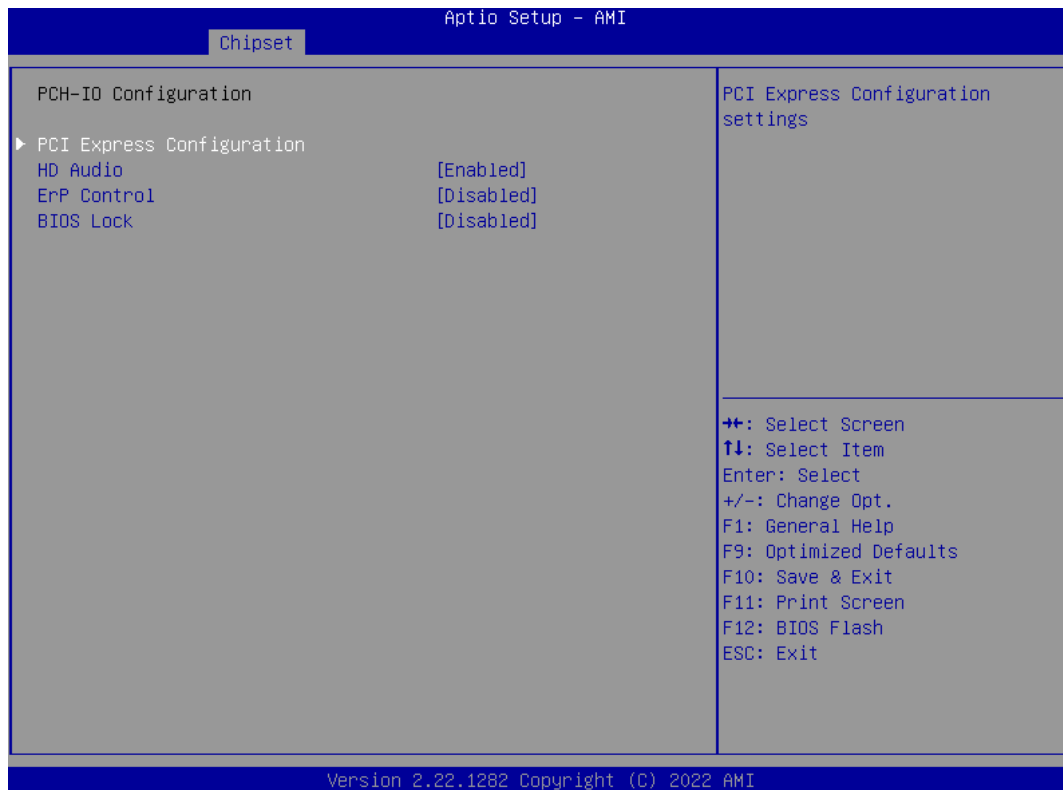 Aptio Setup – AMI
Chipset
PCH-IO Configuration
PCI Express Configuration
HD Audio [Enabled]
ErP Control [Disabled]
BIOS Lock [Disabled]
PCI Express Configuration
settings
→←: Select Screen
↑↓: Select Item
Enter: Select
+/-: Change Opt.
F1: General Help
F9: Optimized Defaults
F10: Save & Exit
F11: Print Screen
F12: BIOS Flash
ESC: Exit
Version 2.22.1282 Copyright (C) 2022 AMI